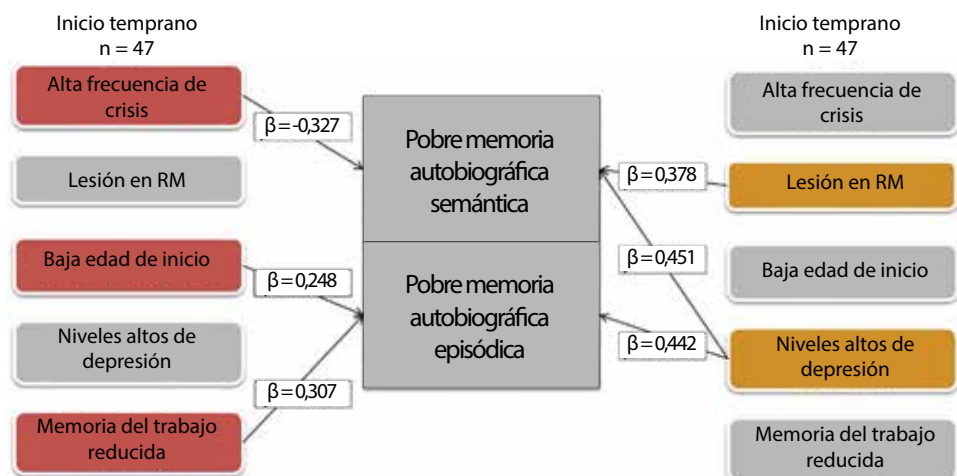 Inicio temprano
n = 47
Alta frecuencia de
crisis
Lesión en RM
Baja edad de inicio
Niveles altos de
depresión
Memoria del trabajo
reducida
β = -0,327
β = 0,248
β = 0,307
Pobre memoria
autobiográfica
semántica
Pobre memoria
autobiográfica
episódica
β = 0,378
β = 0,451
β = 0,442
Inicio temprano
n = 47
Alta frecuencia de
crisis
Lesión en RM
Baja edad de inicio
Niveles altos de
depresión
Memoria del trabajo
reducida